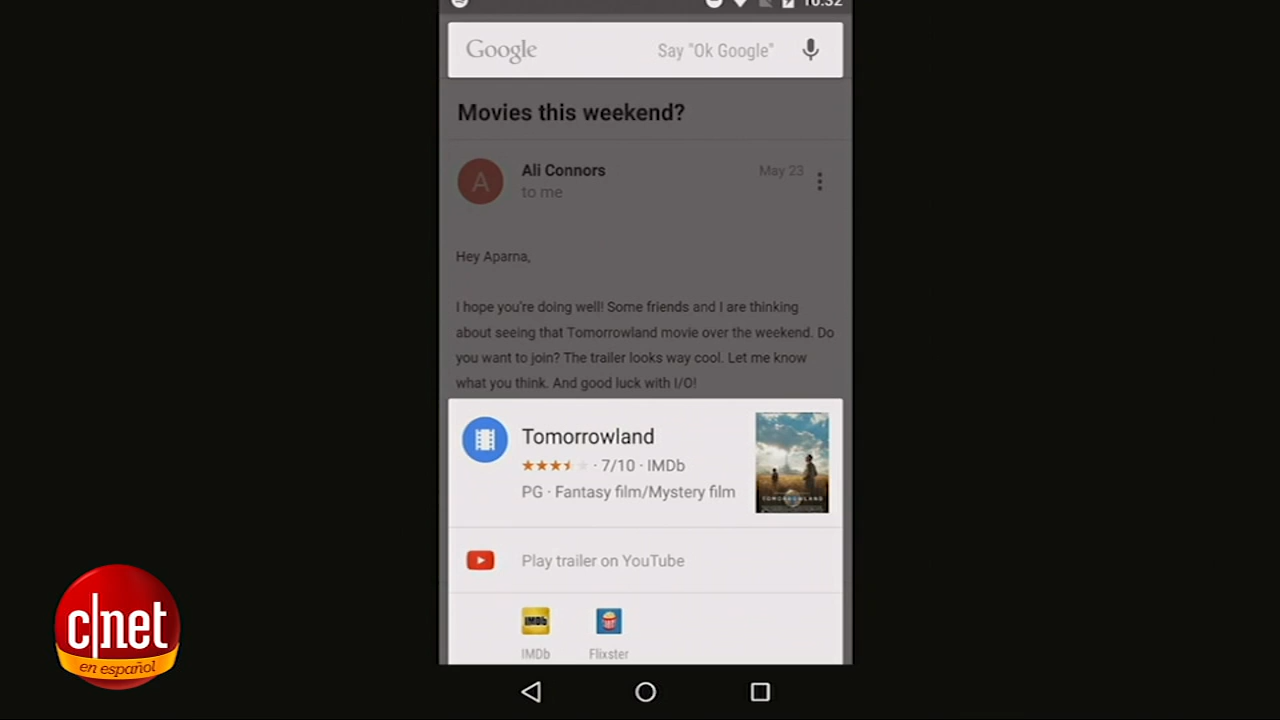 10:32
Google Say "Ok Google"
Movies this weekend?
A Ali Connors May 23
to me
Hey Aparna,
I hope you're doing well! Some friends and I are thinking
about seeing that Tomorrowland movie over the weekend. Do
you want to join? The trailer looks way cool. Let me know
what you think. And good luck with I/O!
Tomorrowland
· 7/10 · IMDb
PG · Fantasy film/Mystery film
TOMORROWLAND
Play trailer on YouTube
IMDb
IMDb Flixster
c|net
en español